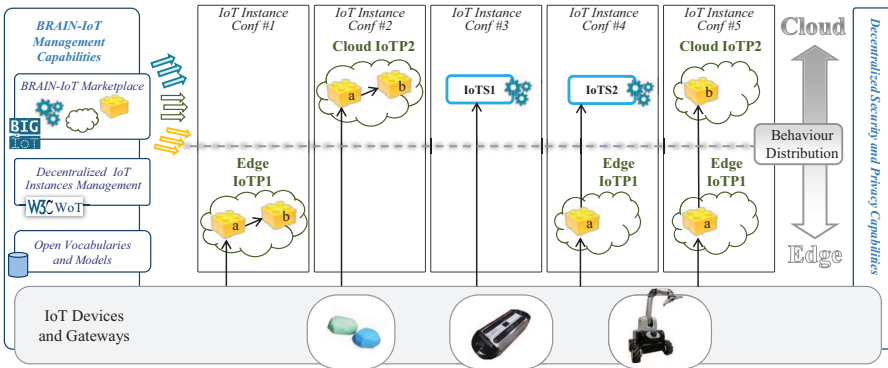 BRAIN-IoT
Management
Capabilities
BRAIN-IoT Marketplace
BIG
IoT
Decentralized IoT
Instances Management
W3C WoT
Open Vocabularies
and Models
IoT Instance
Conf #1
Edge
IoTP1
a
b
IoT Instance
Conf #2
Cloud IoTP2
a
b
IoT Instance
Conf #3
IoTS1
IoT Instance
Conf #4
IoTS2
Edge
IoTP1
a
IoT Instance
Conf #5
Cloud IoTP2
b
Edge
IoTP1
a
Cloud
Behaviour
Distribution
Edge
Decentralized Security and Privacy Capabilities
IoT Devices
and Gateways